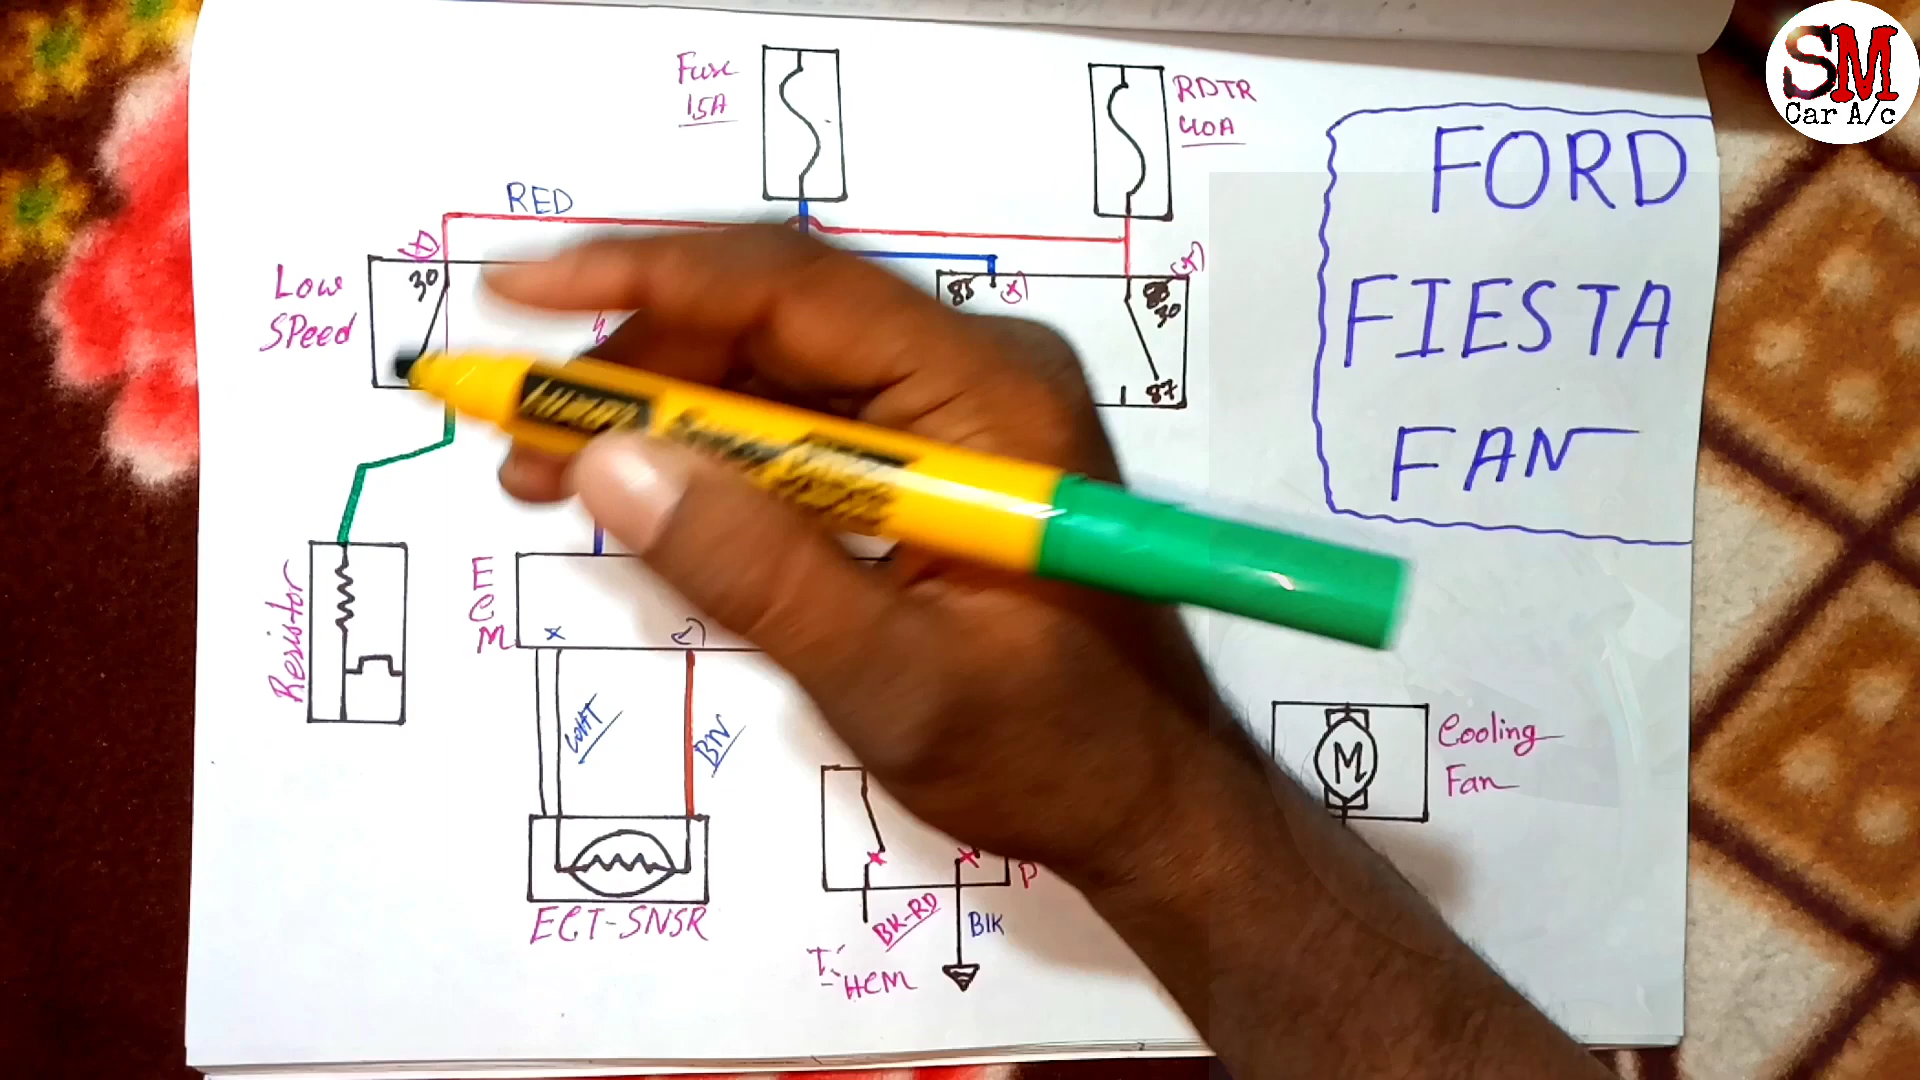 SM
Car A/c
Fuse
15A
RDTR
40A
FORD
FIESTA
FAN
RED
(x)
30
Low
SPeed
85
(x)
(x)
30
87
Resistor
E
C
M
x
WHT
BN
ECT-SNSR
x
x
P
BK-RD
BlK
HCM
M
Cooling
Fan